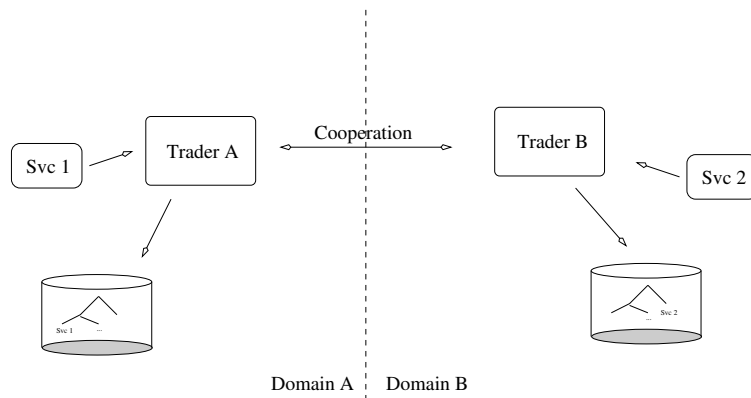 Cooperation
Trader A
Trader B
Svc 1
Svc 2
Svc 1
...
Svc 2
...
Domain A
Domain B